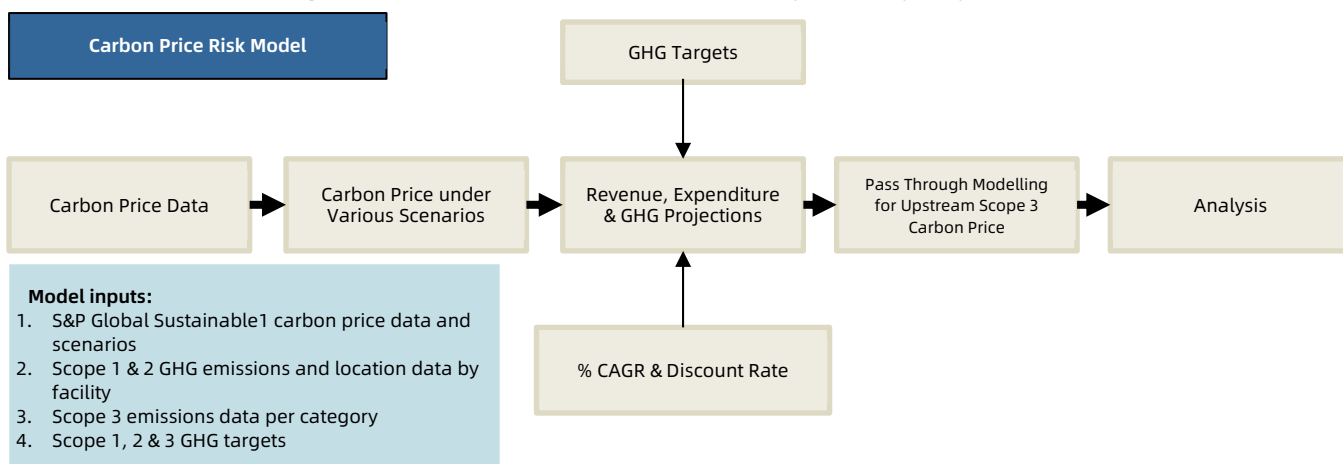 Carbon Price Risk Model
GHG Targets
Carbon Price Data
Carbon Price under
Various Scenarios
Revenue, Expenditure
& GHG Projections
Pass Through Modelling
for Upstream Scope 3
Carbon Price
Analysis
% CAGR & Discount Rate
Model inputs:
1. S&P Global Sustainable1 carbon price data and
scenarios
2. Scope 1 & 2 GHG emissions and location data by
facility
3. Scope 3 emissions data per category
4. Scope 1, 2 & 3 GHG targets